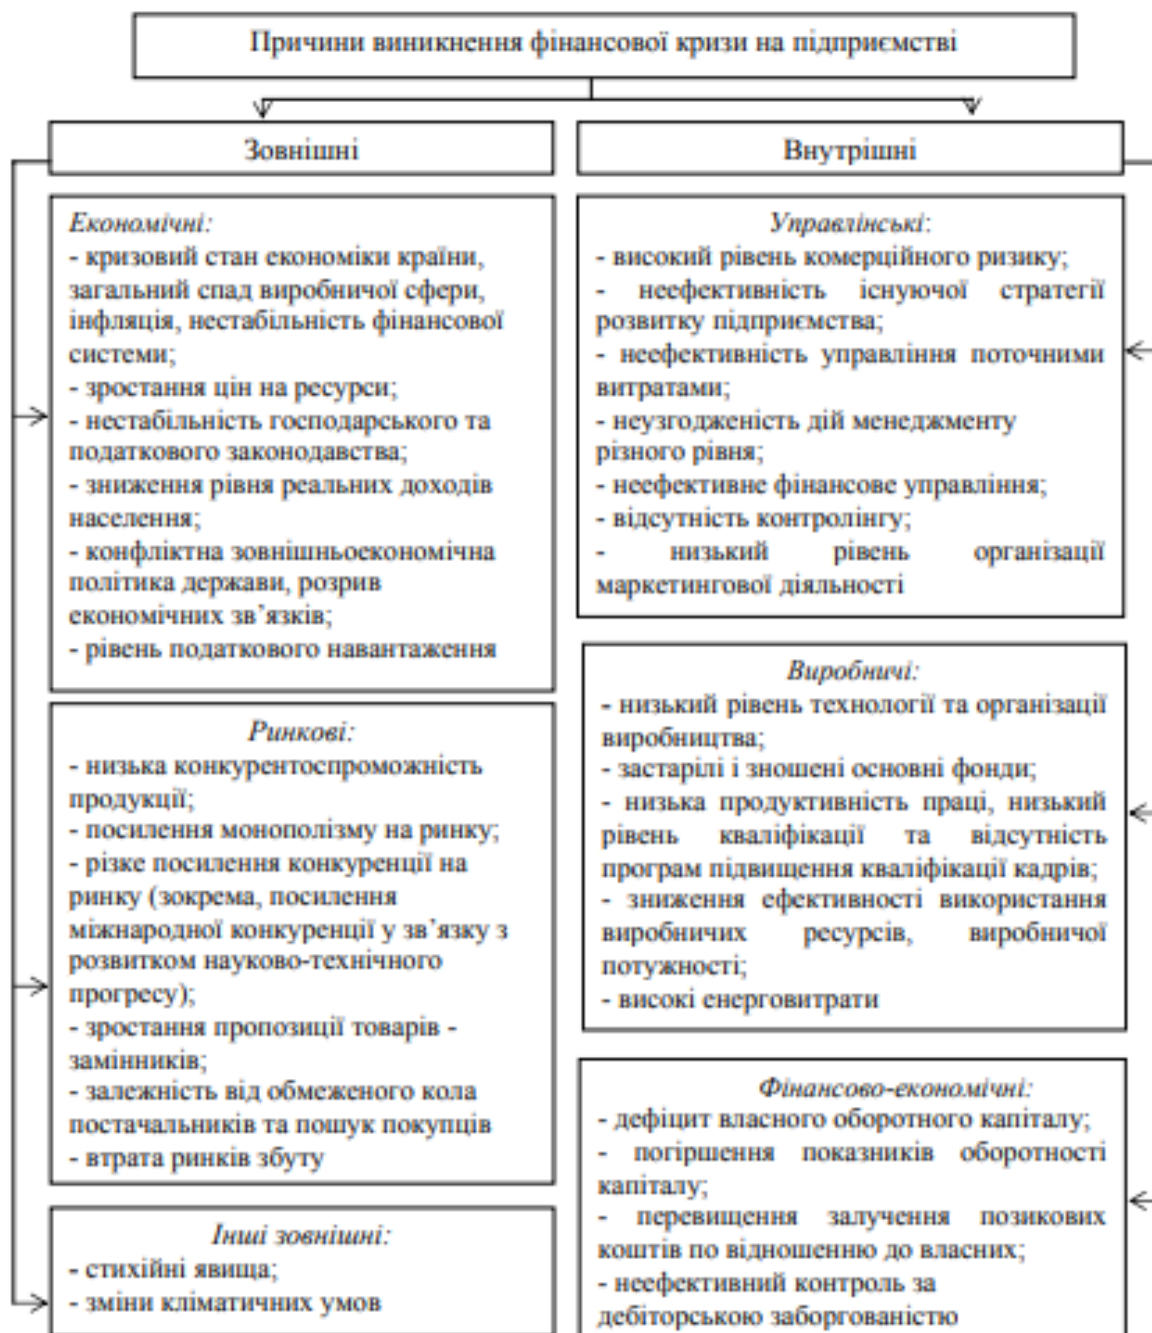 Причини виникнення фінансової кризи на підприємстві
Зовнішні
Економічні:
- кризовий стан економіки країни,
загальний спад виробничої сфери,
інфляція, нестабільність фінансової
системи;
- зростання цін на ресурси;
- нестабільність господарського та
податкового законодавства;
- зниження рівня реальних доходів
населення;
- конфліктна зовнішньоекономічна
політика держави, розрив
економічних зв’язків;
- рівень податкового навантаження
Ринкові:
- низька конкурентоспроможність
продукції;
- посилення монополізму на ринку;
- різке посилення конкуренції на
ринку (зокрема, посилення
міжнародної конкуренції у зв’язку з
розвитком науково-технічного
прогресу);
- зростання пропозиції товарів -
замінників;
- залежність від обмеженого кола
постачальників та пошук покупців
- втрата ринків збуту
Інші зовнішні:
- стихійні явища;
- зміни кліматичних умов
Внутрішні
Управлінські:
- високий рівень комерційного ризику;
- неефективність існуючої стратегії
розвитку підприємства;
- неефективність управління поточними
витратами;
- неузгодженість дій менеджменту
різного рівня;
- неефективне фінансове управління;
- відсутність контролінгу;
- низький рівень організації
маркетингової діяльності
Виробничі:
- низький рівень технології та організації
виробництва;
- застарілі і зношені основні фонди;
- низька продуктивність праці, низький
рівень кваліфікації та відсутність
програм підвищення кваліфікації кадрів;
- зниження ефективності використання
виробничих ресурсів, виробничої
потужності;
- високі енерговитрати
Фінансово-економічні:
- дефіцит власного оборотного капіталу;
- погіршення показників оборотності
капіталу;
- перевищення залучення позикових
коштів по відношенню до власних;
- неефективний контроль за
дебіторською заборгованістю